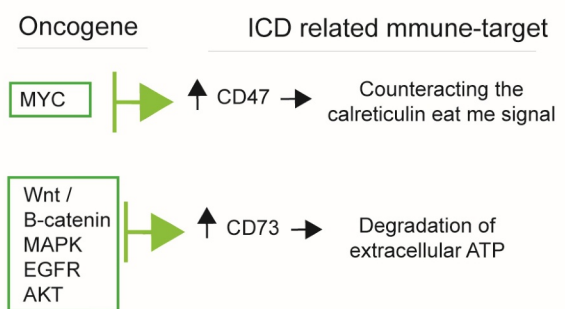 Oncogene
ICD related mmune-target
MYC
CD47
Counteracting the
calreticulin eat me signal
Wnt /
B-catenin
MAPK
EGFR
AKT
CD73
Degradation of
extracellular ATP